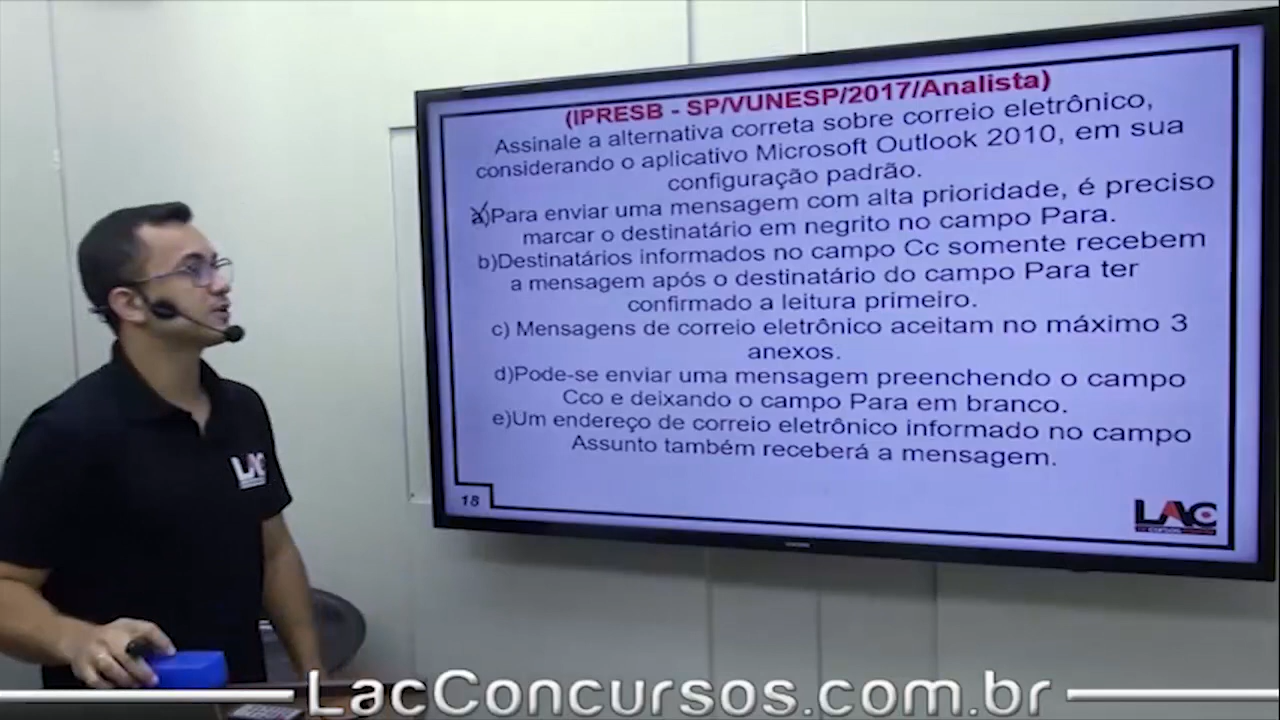 (IPRESB - SP/VUNESP/2017/Analista)
Assinale a alternativa correta sobre correio eletrônico,
considerando o aplicativo Microsoft Outlook 2010, em sua
configuração padrão.
a)Para enviar uma mensagem com alta prioridade, é preciso
marcar o destinatário em negrito no campo Para.
b)Destinatários informados no campo Cc somente recebem
a mensagem após o destinatário do campo Para ter
confirmado a leitura primeiro.
c) Mensagens de correio eletrônico aceitam no máximo 3
anexos.
d)Pode-se enviar uma mensagem preenchendo o campo
Cco e deixando o campo Para em branco.
e)Um endereço de correio eletrônico informado no campo
Assunto também receberá a mensagem.
18
LAC
LAC
LacConcursos.com.br